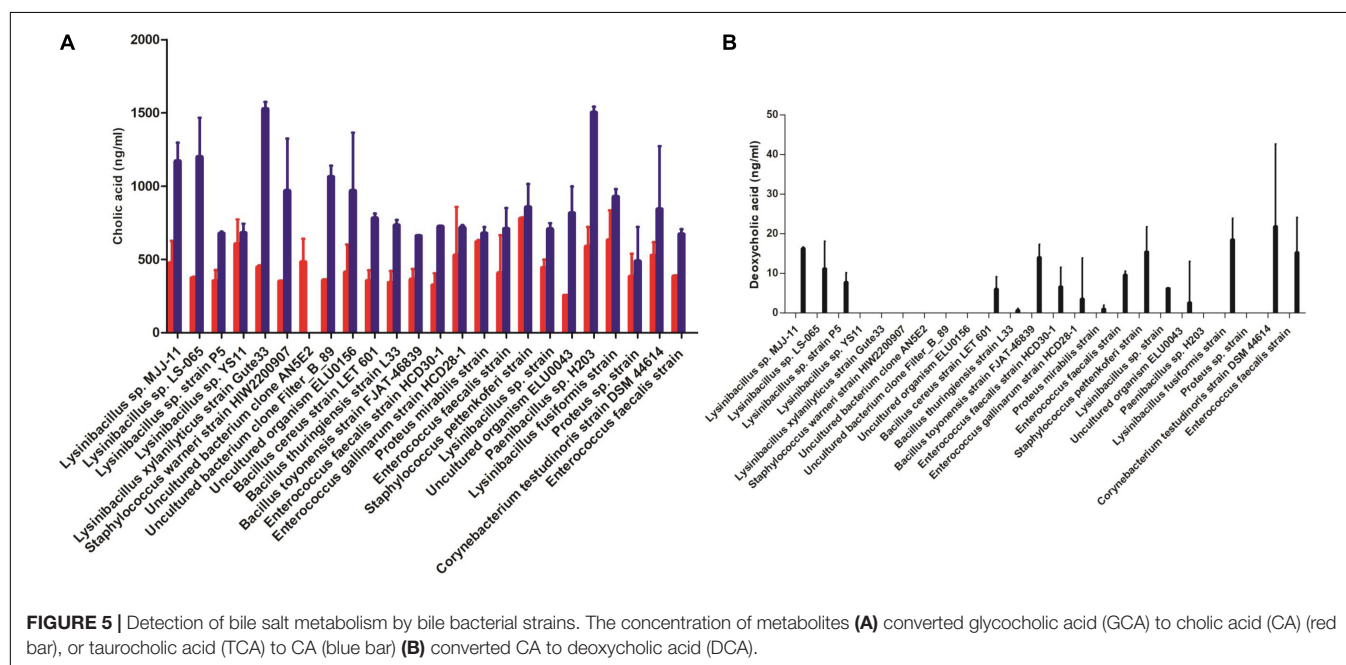 A
Cholic acid (ng/ml)
2000
1500
1000
500
0
Lysinibacillus sp. MJJ-11
Lysinibacillus sp. LS-065
Lysinibacillus sp. strain P5
Lysinibacillus sp. YS11
Lysinibacillus xylanilyticus strain Gute33
Staphylococcus warneri strain HW2200907
Uncultured bacterium clone AN5E2
Uncultured bacterium clone Filter_B_89
Uncultured organism ELU0156
Bacillus cereus strain LET 601
Bacillus thuringiensis strain L33
Bacillus toyonensis strain FJAT-46839
Enterococcus faecalis strain HCD30-1
Enterococcus gallinarum strain HCD28-1
Proteus mirabilis strain
Enterococcus faecalis strain
Staphylococcus pettenkoferi strain
Lysinibacillus sp. strain
Uncultured organism ELU0043
Paenibacillus sp. H203
Lysinibacillus fusiformis strain
Proteus sp. strain
Corynebacterium testudinoris strain DSM 44614
Enterococcus faecalis strain
B
Deoxycholic acid (ng/ml)
50
40
30
20
10
0
Lysinibacillus sp. MJJ-11
Lysinibacillus sp. LS-065
Lysinibacillus sp. strain P5
Lysinibacillus sp. YS11
Lysinibacillus xylanilyticus strain Gute33
Staphylococcus warneri strain HW2200907
Uncultured bacterium clone AN5E2
Uncultured bacterium clone Filter_B_89
Uncultured organism ELU0156
Bacillus cereus strain LET 601
Bacillus thuringiensis strain L33
Bacillus toyonensis strain FJAT-46839
Enterococcus faecalis strain HCD30-1
Enterococcus gallinarum strain HCD28-1
Proteus mirabilis strain
Enterococcus faecalis strain
Staphylococcus pettenkoferi strain
Lysinibacillus sp. strain
Uncultured organism ELU0043
Paenibacillus sp. H203
Lysinibacillus fusiformis strain
Proteus sp. strain
Corynebacterium testudinoris strain DSM 44614
Enterococcus faecalis strain
FIGURE 5 | Detection of bile salt metabolism by bile bacterial strains. The concentration of metabolites (A) converted glycocholic acid (GCA) to cholic acid (CA) (red
bar), or taurocholic acid (TCA) to CA (blue bar) (B) converted CA to deoxycholic acid (DCA).